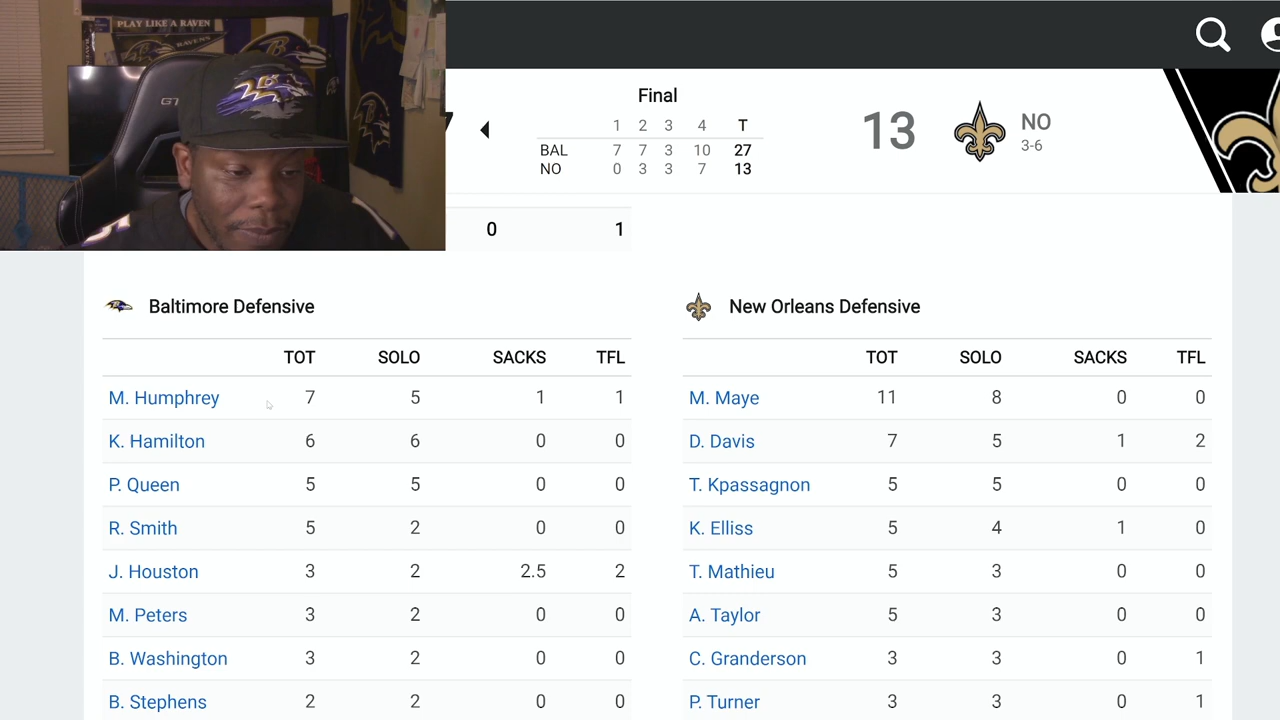 PLAY LIKE A RAVEN
RAVENS
GT
Final
1 2 3 4 T
BAL 7 7 3 10 27
NO 0 3 3 7 13
13
NO
3-6
0 1
Baltimore Defensive
TOT SOLO SACKS TFL
M. Humphrey 7 5 1 1
K. Hamilton 6 6 0 0
P. Queen 5 5 0 0
R. Smith 5 2 0 0
J. Houston 3 2 2.5 2
M. Peters 3 2 0 0
B. Washington 3 2 0 0
B. Stephens 2 2 0 0
New Orleans Defensive
TOT SOLO SACKS TFL
M. Maye 11 8 0 0
D. Davis 7 5 1 2
T. Kpassagnon 5 5 0 0
K. Elliss 5 4 1 0
T. Mathieu 5 3 0 0
A. Taylor 5 3 0 0
C. Granderson 3 3 0 1
P. Turner 3 3 0 1